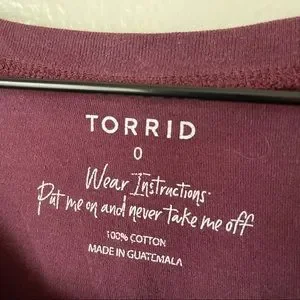 TORRID
0
Wear Instructions:
Put me on and never take me off
100% COTTON
MADE IN GUATEMALA